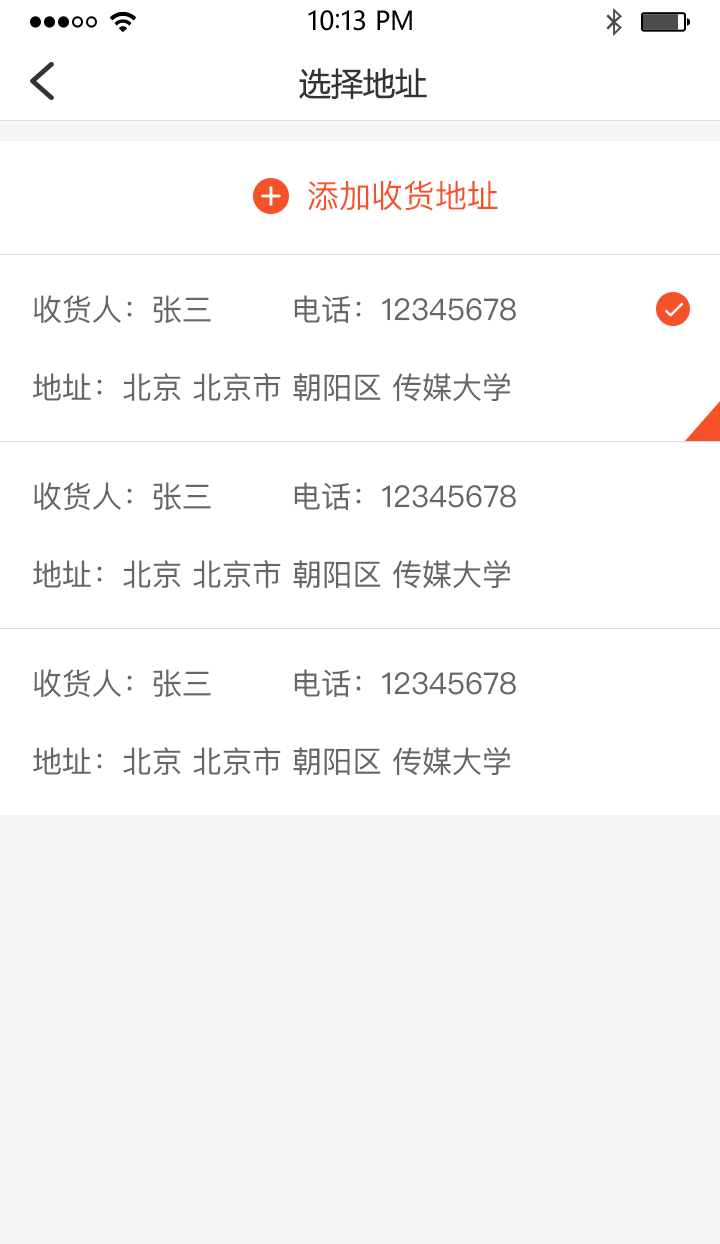 10:13 PM
选择地址
添加收货地址
收货人：张三 电话：12345678
地址：北京 北京市 朝阳区 传媒大学
收货人：张三 电话：12345678
地址：北京 北京市 朝阳区 传媒大学
收货人：张三 电话：12345678
地址：北京 北京市 朝阳区 传媒大学